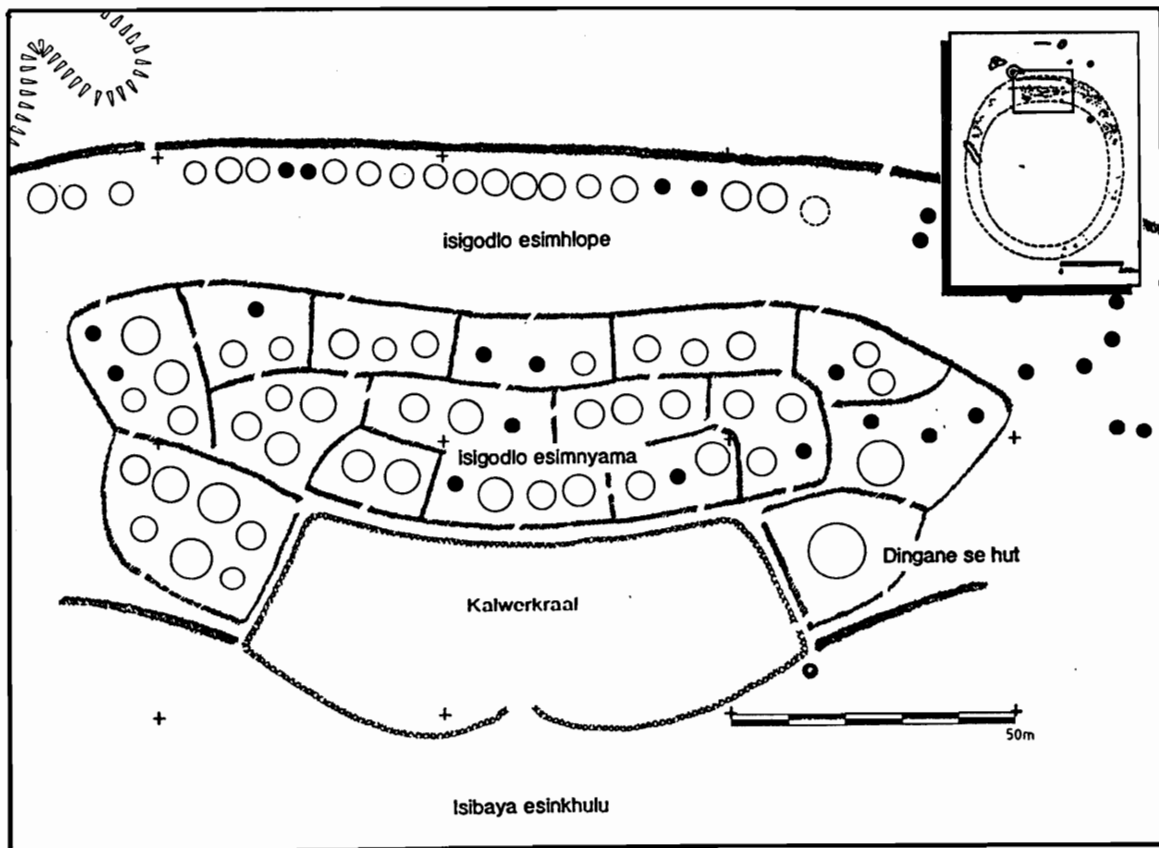 isigodlo esimhlope
isigodlo esimnyama
Dingane se hut
Kalwerkraal
50m
Isibaya esinkhulu